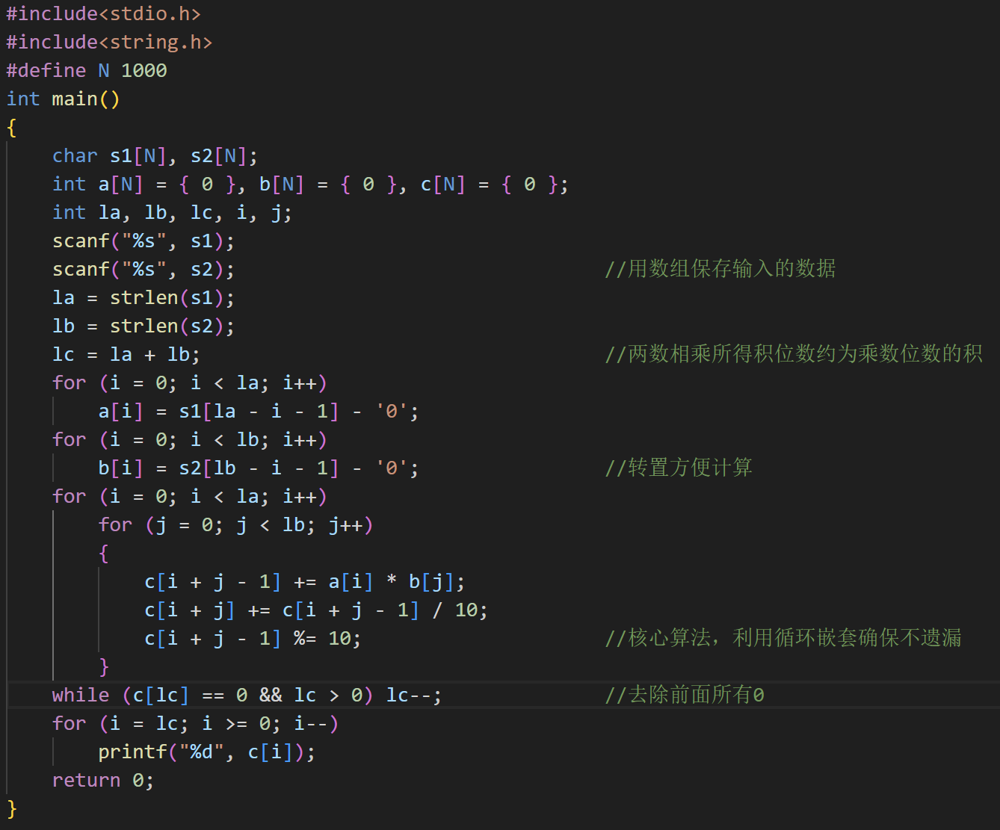 #include<stdio.h>
#include<string.h>
#define N 1000
int main()
{
    char s1[N], s2[N];
    int a[N] = { 0 }, b[N] = { 0 }, c[N] = { 0 };
    int la, lb, lc, i, j;
    scanf("%s", s1);
    scanf("%s", s2);                                //用数组保存输入的数据
    la = strlen(s1);
    lb = strlen(s2);
    lc = la + lb;                                   //两数相乘所得积位数约为乘数位数的积
    for (i = 0; i < la; i++)
        a[i] = s1[la - i - 1] - '0';
    for (i = 0; i < lb; i++)
        b[i] = s2[lb - i - 1] - '0';                //转置方便计算
    for (i = 0; i < la; i++)
        for (j = 0; j < lb; j++)
        {
            c[i + j - 1] += a[i] * b[j];
            c[i + j] += c[i + j - 1] / 10;
            c[i + j - 1] %= 10;                     //核心算法，利用循环嵌套确保不遗漏
        }
    while (c[lc] == 0 && lc > 0) lc--;              //去除前面所有0
    for (i = lc; i >= 0; i--)
        printf("%d", c[i]);
    return 0;
}